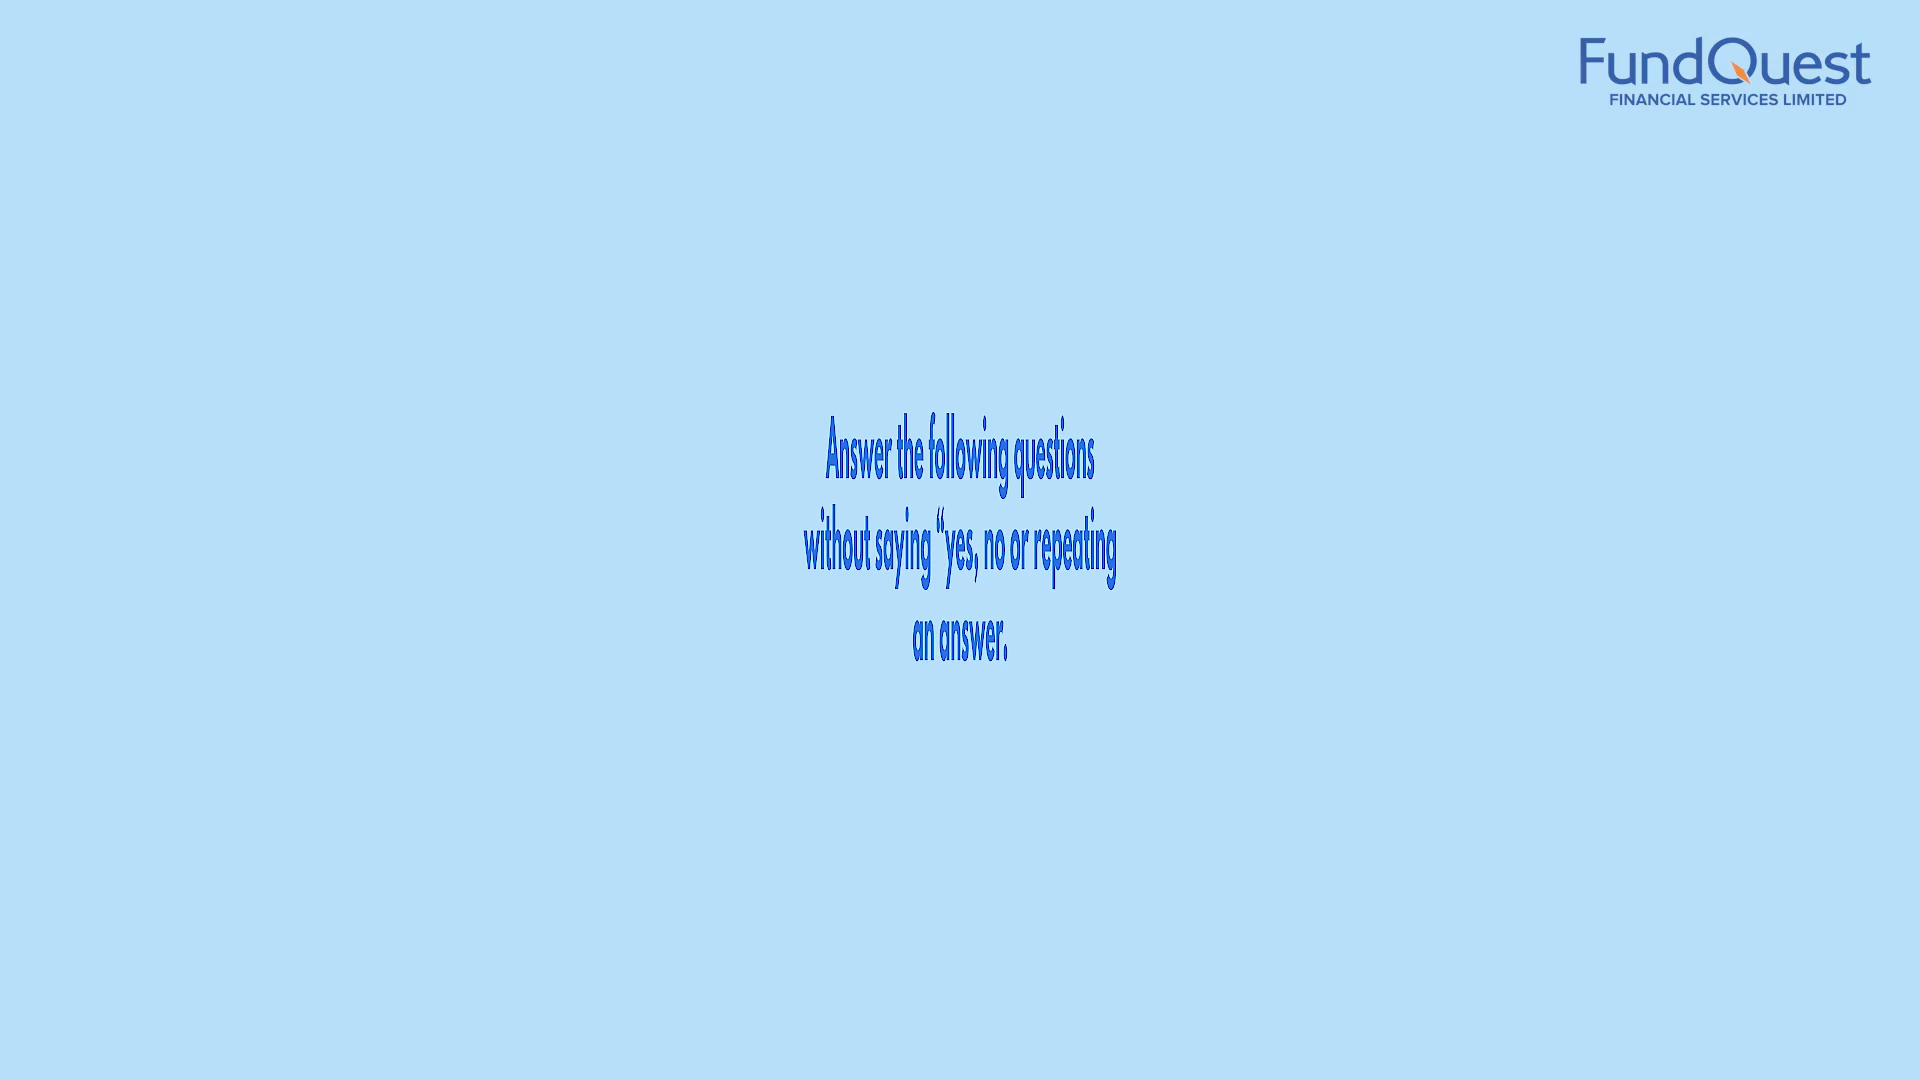 FundQuest
FINANCIAL SERVICES LIMITED
Answer the following questions
without saying “yes, no or repeating
an answer.